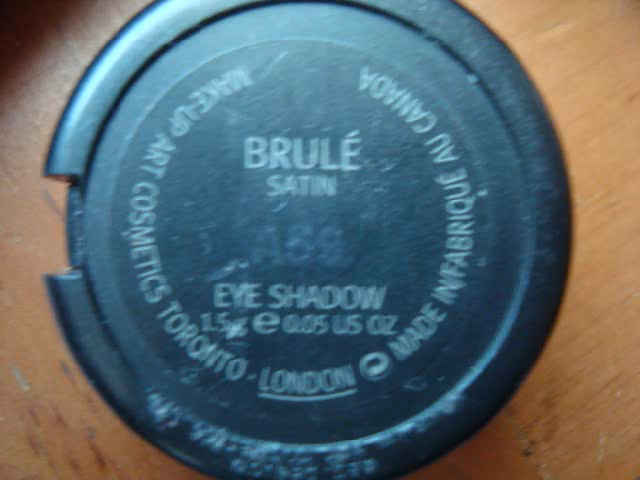 BRULÉ
SATIN
A59
EYE SHADOW
1.5 g e 0.05 US OZ
MAKE-UP ART COSMETICS TORONTO - LONDON
MADE IN/FABRIQUÉ AU CANADA